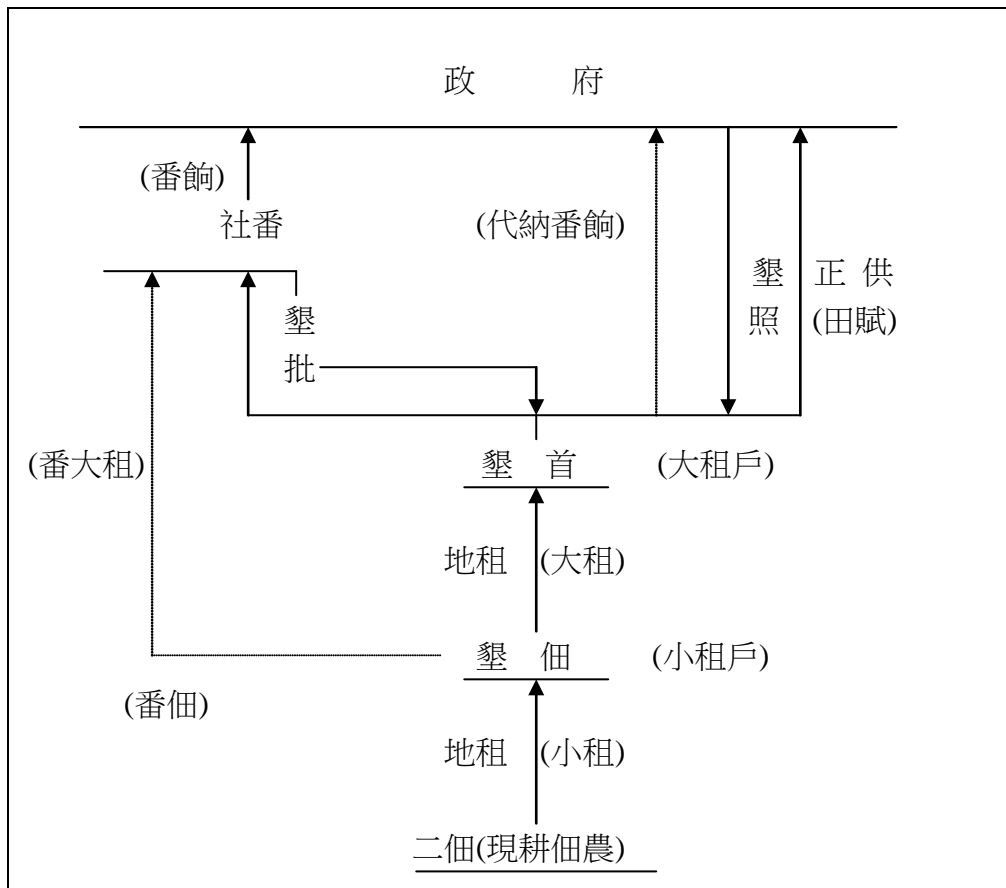 政 府
(番餉)
社番
(代納番餉)
墾照
正供
(田賦)
墾批
(番大租)
墾 首 (大租戶)
地租 (大租)
墾 佃 (小租戶)
(番佃)
地租 (小租)
二佃(現耕佃農)